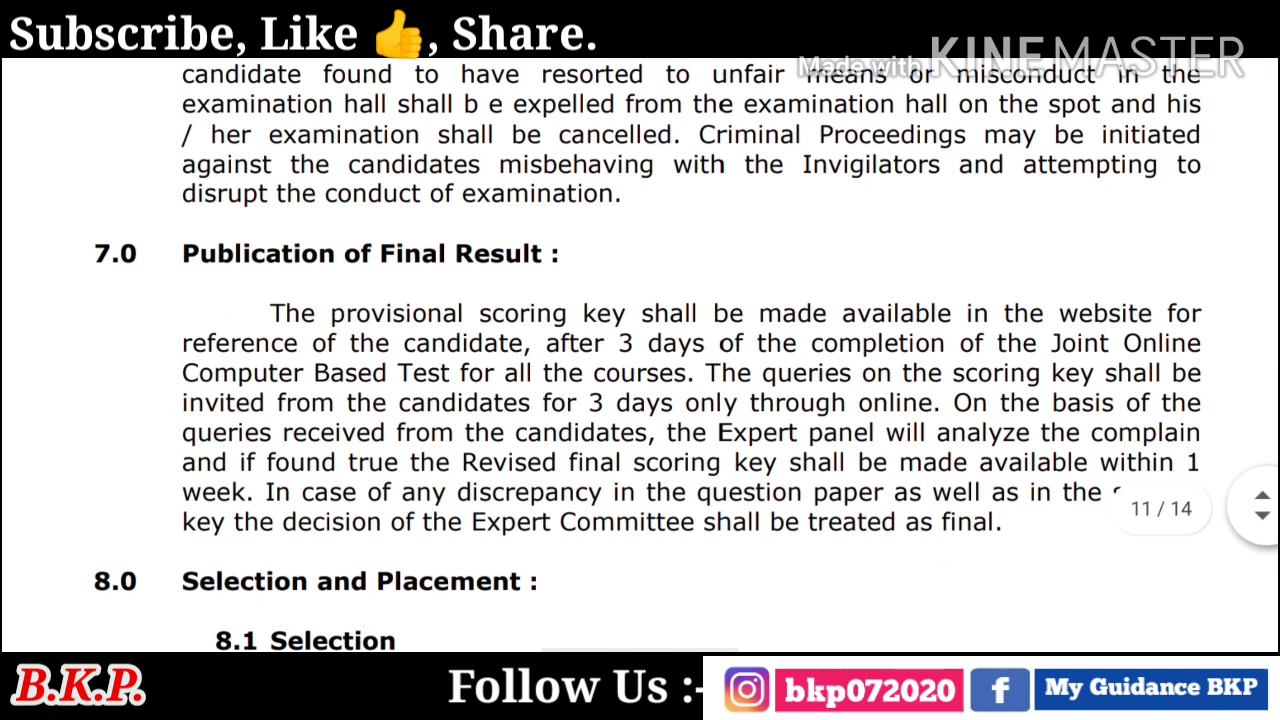 Subscribe, Like 👍, Share.
Made with KINEMASTER
candidate found to have resorted to unfair means or misconduct in the
examination hall shall b e expelled from the examination hall on the spot and his
/ her examination shall be cancelled. Criminal Proceedings may be initiated
against the candidates misbehaving with the Invigilators and attempting to
disrupt the conduct of examination.
7.0 Publication of Final Result :
The provisional scoring key shall be made available in the website for
reference of the candidate, after 3 days of the completion of the Joint Online
Computer Based Test for all the courses. The queries on the scoring key shall be
invited from the candidates for 3 days only through online. On the basis of the
queries received from the candidates, the Expert panel will analyze the complain
and if found true the Revised final scoring key shall be made available within 1
week. In case of any discrepancy in the question paper as well as in the
11 / 14
key the decision of the Expert Committee shall be treated as final.
8.0 Selection and Placement :
8.1 Selection
B.K.P. Follow Us :- bkp072020 f My Guidance BKP